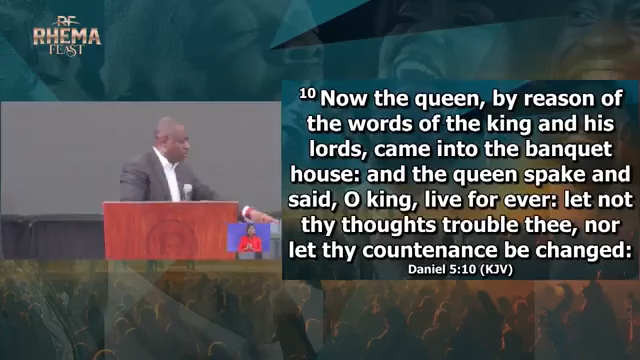 RF
RHEMA
FEAST
10 Now the queen, by reason of
the words of the king and his
lords, came into the banquet
house: and the queen spake and
said, O king, live for ever: let not
thy thoughts trouble thee, nor
let thy countenance be changed:
Daniel 5:10 (KJV)